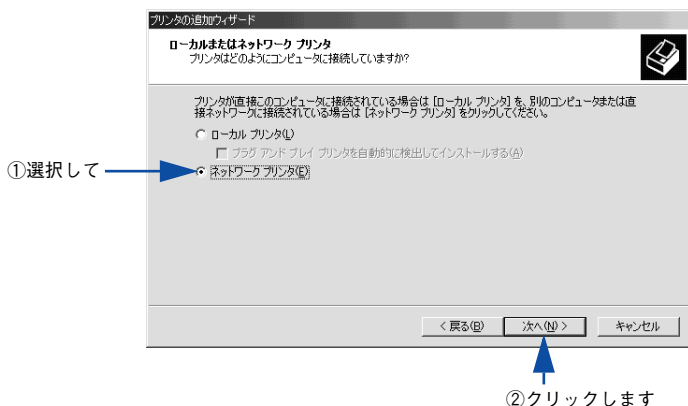 プリンタの追加ウィザード
ローカルまたはネットワーク プリンタ
プリンタはどのようにコンピュータに接続していますか?
プリンタが直接このコンピュータに接続されている場合は [ローカル プリンタ] を、別のコンピュータまたは直
接ネットワークに接続されている場合は [ネットワーク プリンタ] をクリックしてください。
ローカル プリンタ(L)
プラグ アンド プレイ プリンタを自動的に検出してインストールする(A)
①選択して
ネットワーク プリンタ(E)
< 戻る(B)
次へ(N) >
キャンセル
②クリックします